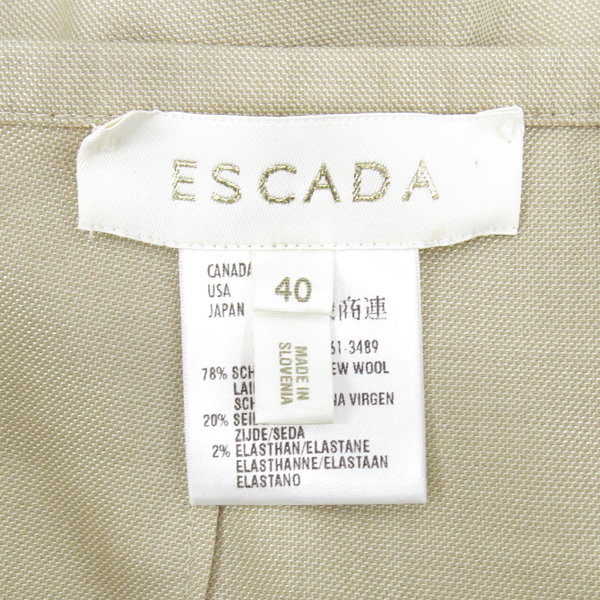 ESCADA
40
MADE IN
SLOVENIA
CANADA
USA
JAPAN 商連
61-3489
78% SCH EW WOOL
LAI
SCH NA VIRGEN
20% SEI
ZIJDE/SEDA
2% ELASTHAN/ELASTANE
ELASTHANNE/ELASTAAN
ELASTANO